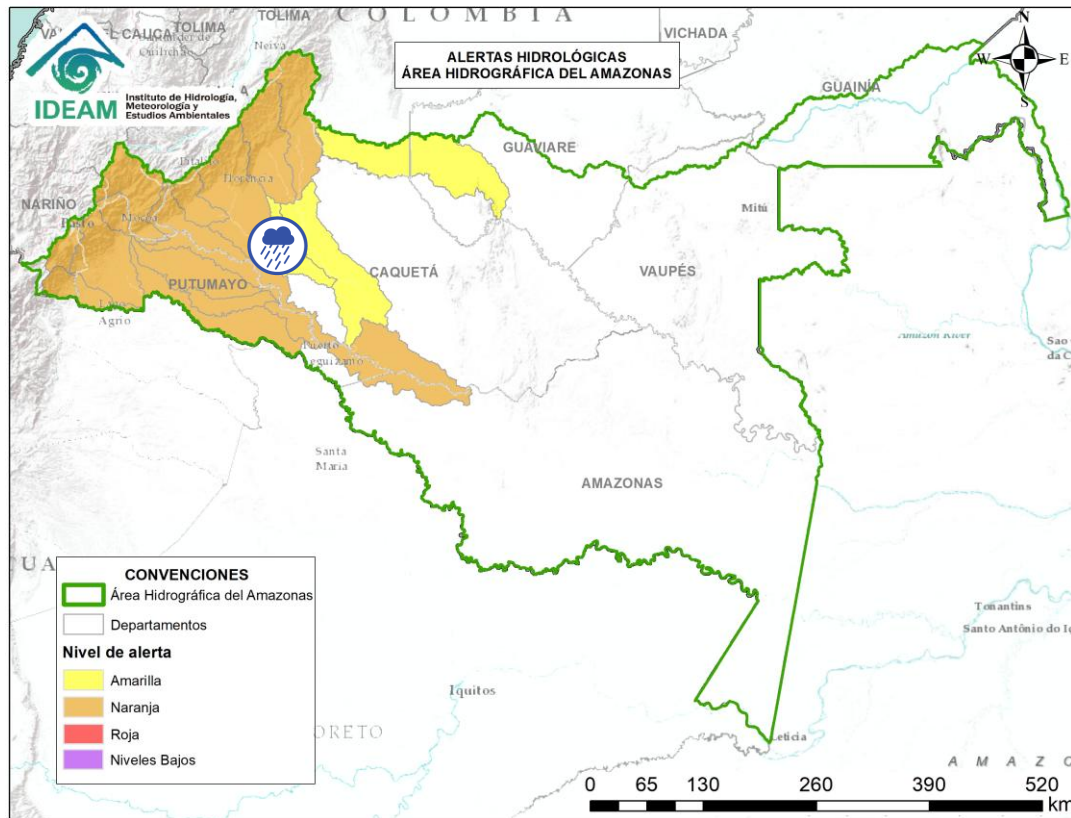 COLOMBIA
TOLIMA
TOLIMA
VICHADA
Neiva
IDEAM
Instituto de Hidrología,
Meteorología y
Estudios Ambientales
ALERTAS HIDROLÓGICAS
ÁREA HIDROGRÁFICA DEL AMAZONAS
N
W
E
S
GUAINÍA
GUAVIARE
Florencia
NARIÑO
Pasto
Mocoa
Mitú
CAQUETÁ
VAUPÉS
PUTUMAYO
Lago
Agrio
Amazon River
Puerto
Leguizamo
Santa
Maria
AMAZONAS
CONVENCIONES
Área Hidrográfica del Amazonas
Departamentos
Nivel de alerta
Amarilla
Naranja
Roja
Niveles Bajos
Tonantins
Santo Antônio do
Iquitos
ORETO
Leticia
0 65 130 260 390 520
km